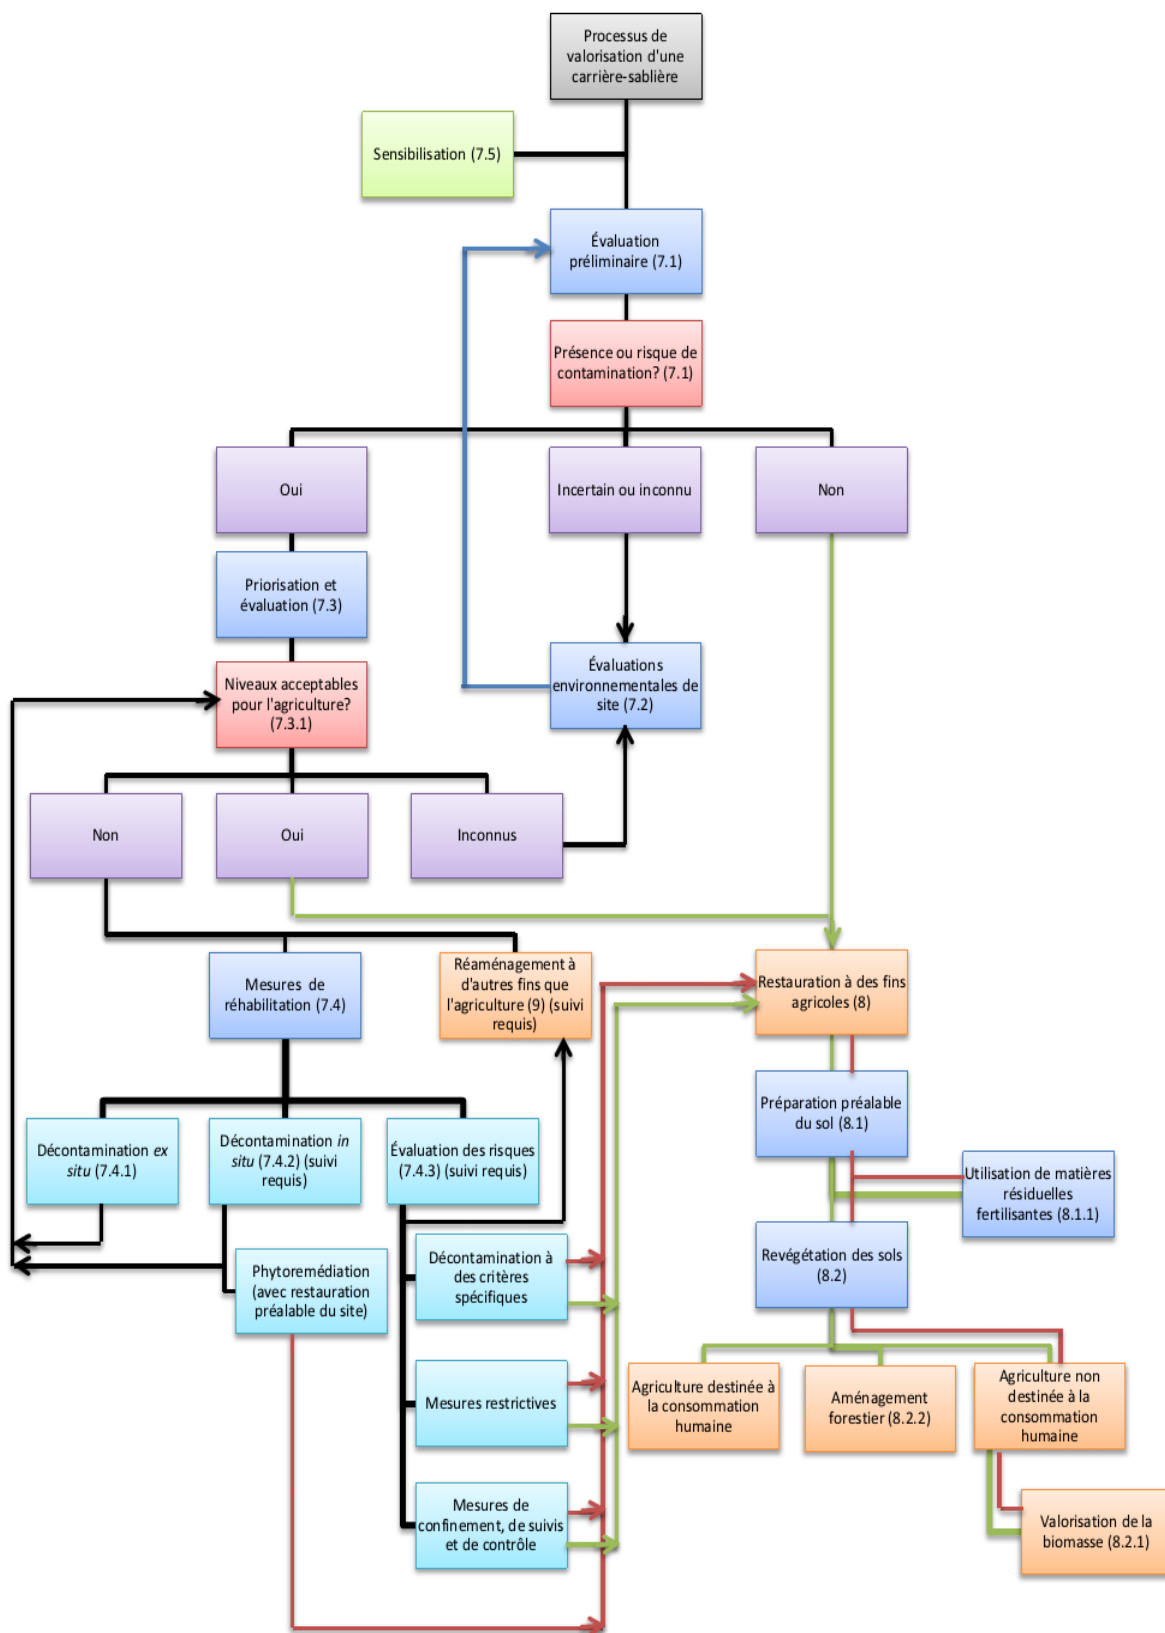 Processus de
valorisation d'une
carrière-sablière
Sensibilisation (7.5)
Évaluation
préliminaire (7.1)
Présence ou risque de
contamination? (7.1)
Oui
Incertain ou inconnu
Non
Priorisation et
évaluation (7.3)
Évaluations
environnementales de
site (7.2)
Niveaux acceptables
pour l'agriculture?
(7.3.1)
Non
Oui
Inconnus
Mesures de
réhabilitation (7.4)
Réaménagement à
d'autres fins que
l'agriculture (9) (suivi
requis)
Restauration à des fins
agricoles (8)
Préparation préalable
du sol (8.1)
Décontamination ex
situ (7.4.1)
Décontamination in
situ (7.4.2) (suivi
requis)
Évaluation des risques
(7.4.3) (suivi requis)
Utilisation de matières
résiduelles
fertilisantes (8.1.1)
Phytoremédiation
(avec restauration
préalable du site)
Décontamination à
des critères
spécifiques
Revégétation des sols
(8.2)
Mesures restrictives
Agriculture destinée à
la consommation
humaine
Aménagement
forestier (8.2.2)
Agriculture non
destinée à la
consommation
humaine
Mesures de
confinement, de suivis
et de contrôle
Valorisation de la
biomasse (8.2.1)